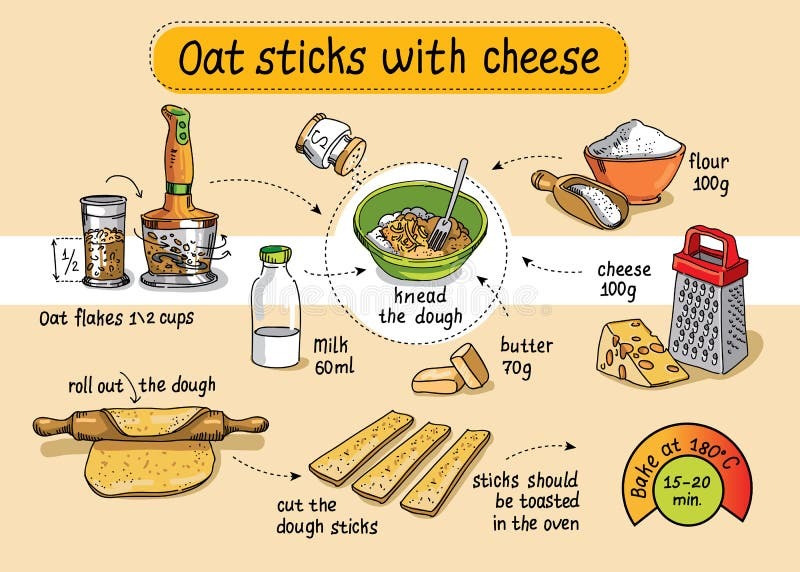 Oat sticks with cheese
S
flour
100g
1/2
Oat flakes 1\2 cups
Milk
60ml
knead
the dough
cheese
100g
butter
70g
roll out the dough
cut the
dough sticks
sticks should
be toasted
in the oven
Bake at 180°C
15-20
min.
dreamstime